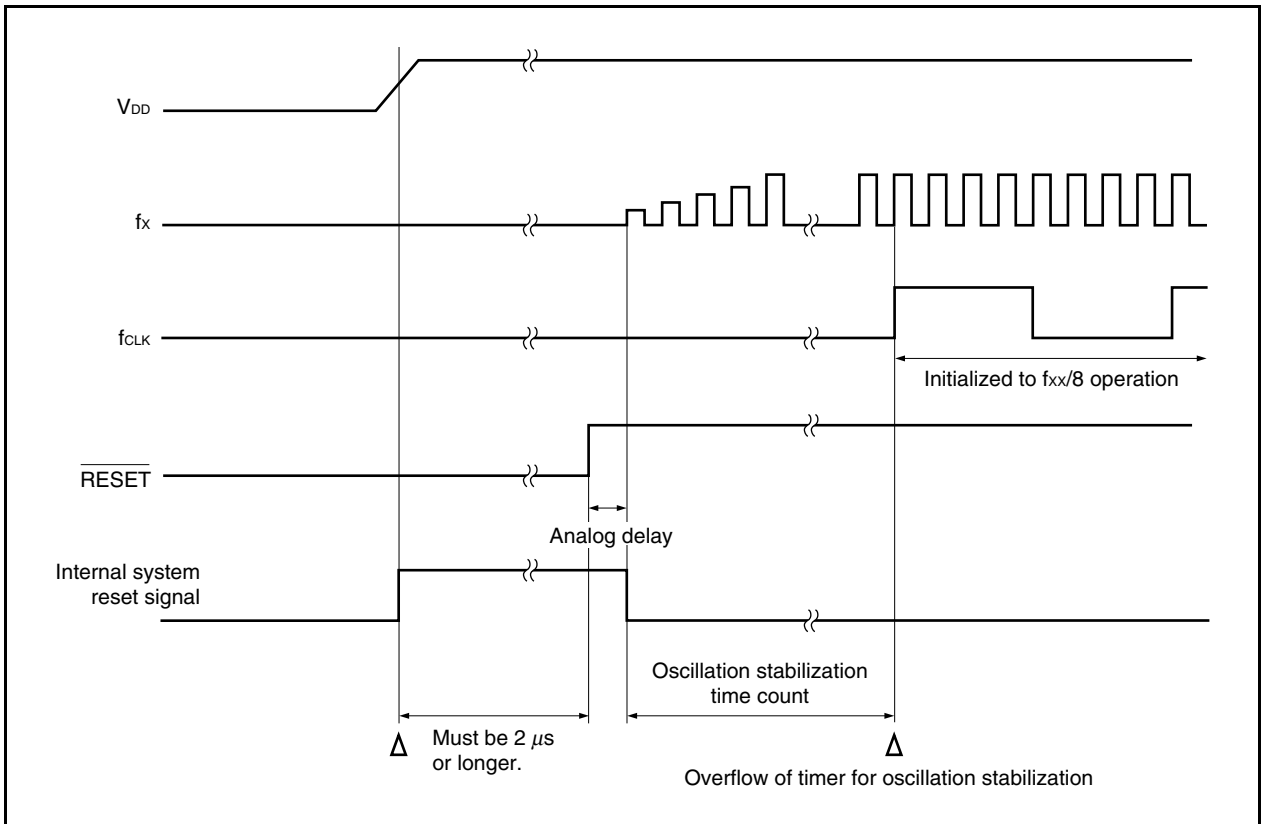 VDD
fX
fCLK
Initialized to fXX/8 operation
RESET
Analog delay
Internal system
reset signal
Oscillation stabilization
time count
Must be 2 μs
or longer.
Overflow of timer for oscillation stabilization